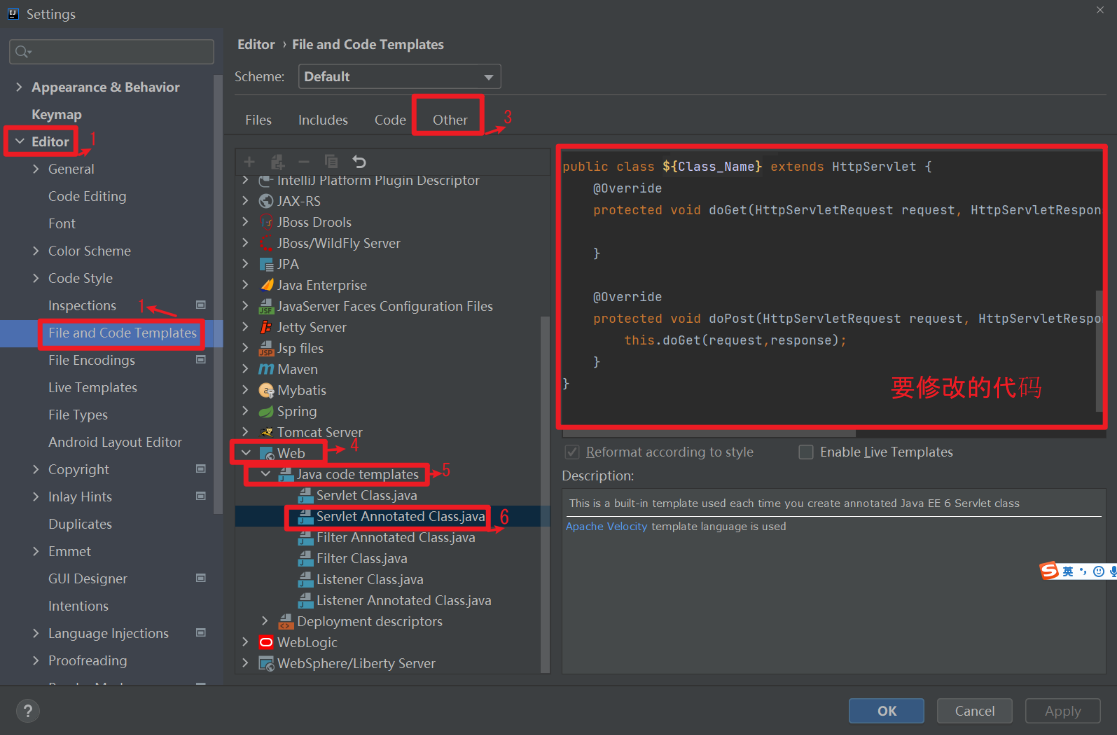 Settings
Editor › File and Code Templates
Scheme: Default
Files Includes Code Other 3
Appearance & Behavior
Keymap
Editor 1
General
Code Editing
Font
Color Scheme
Code Style
Inspections 1
File and Code Templates
File Encodings
Live Templates
File Types
Android Layout Editor
Copyright
Inlay Hints
Duplicates
Emmet
GUI Designer
Intentions
Language Injections
Proofreading
IntelliJ Platform Plugin Descriptor
JAX-RS
JBoss Drools
JBoss/WildFly Server
JPA
Java Enterprise
JavaServer Faces Configuration Files
Jetty Server
Jsp files
Maven
Mybatis
Spring
Tomcat Server
Web 4
Java code templates 5
Servlet Class.java
Servlet Annotated Class.java 6
Filter Annotated Class.java
Filter Class.java
Listener Class.java
Listener Annotated Class.java
Deployment descriptors
WebLogic
WebSphere/Liberty Server
public class ${Class_Name} extends HttpServlet {
@Override
protected void doGet(HttpServletRequest request, HttpServletRespon
}
@Override
protected void doPost(HttpServletRequest request, HttpServletRespo
this.doGet(request,response);
}
}
要修改的代码
Reformat according to style Enable Live Templates
Description:
This is a built-in template used each time you create annotated Java EE 6 Servlet class
Apache Velocity template language is used
英
? OK Cancel Apply